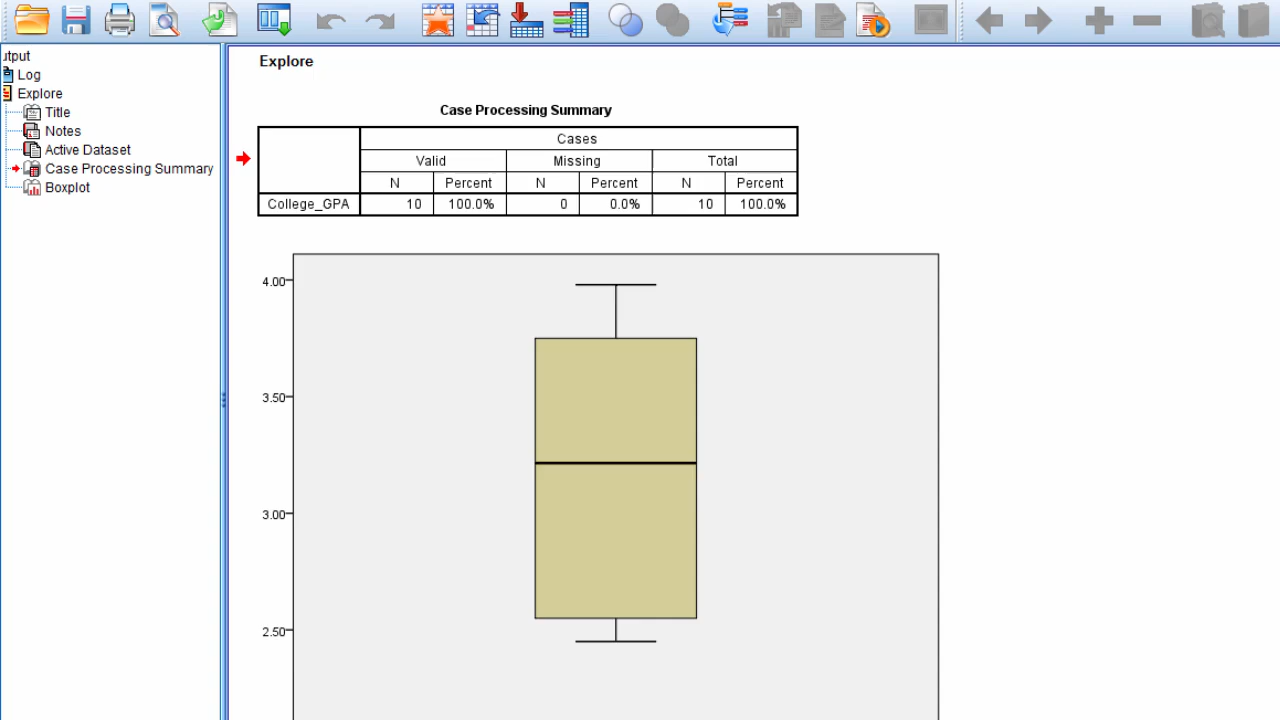 utput
Log
Explore
Title
Notes
Active Dataset
Case Processing Summary
Boxplot
Explore
Case Processing Summary
Cases
Valid Missing Total
N Percent N Percent N Percent
College_GPA 10 100.0% 0 0.0% 10 100.0%
4.00
3.50
3.00
2.50